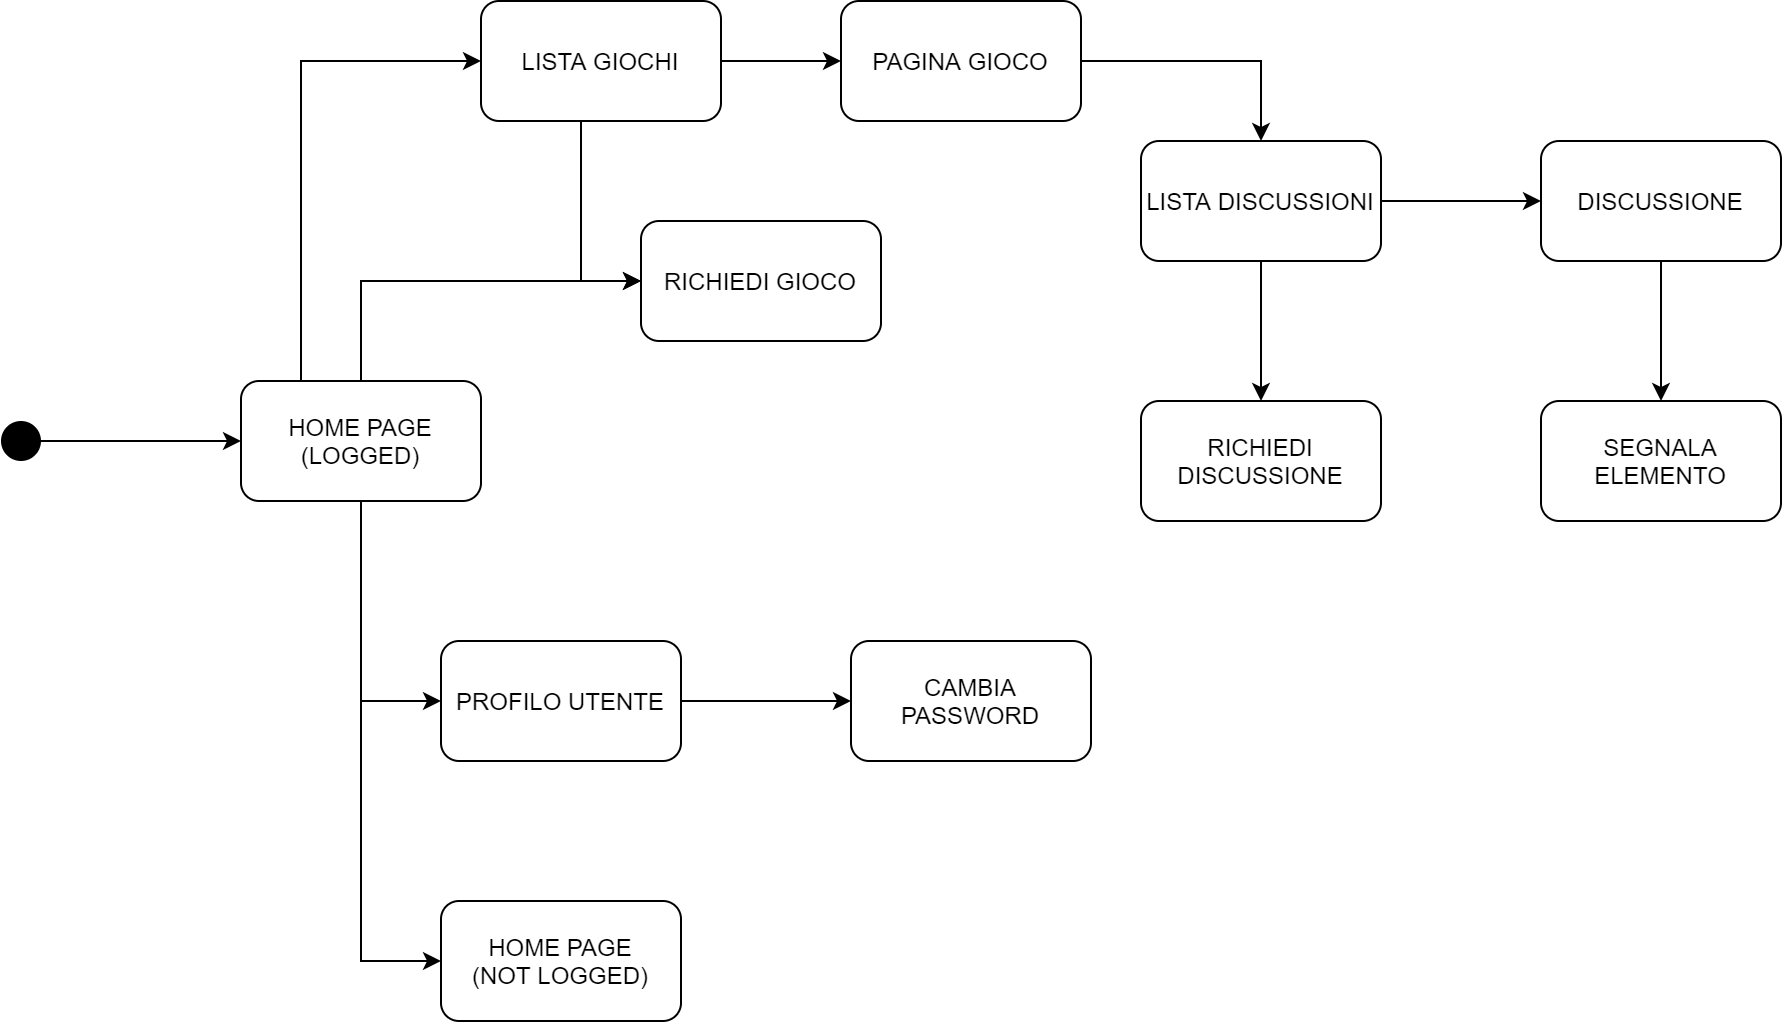 LISTA GIOCHI
PAGINA GIOCO
LISTA DISCUSSIONI
DISCUSSIONE
RICHIEDI GIOCO
HOME PAGE
(LOGGED)
RICHIEDI
DISCUSSIONE
SEGNALA
ELEMENTO
PROFILO UTENTE
CAMBIA
PASSWORD
HOME PAGE
(NOT LOGGED)